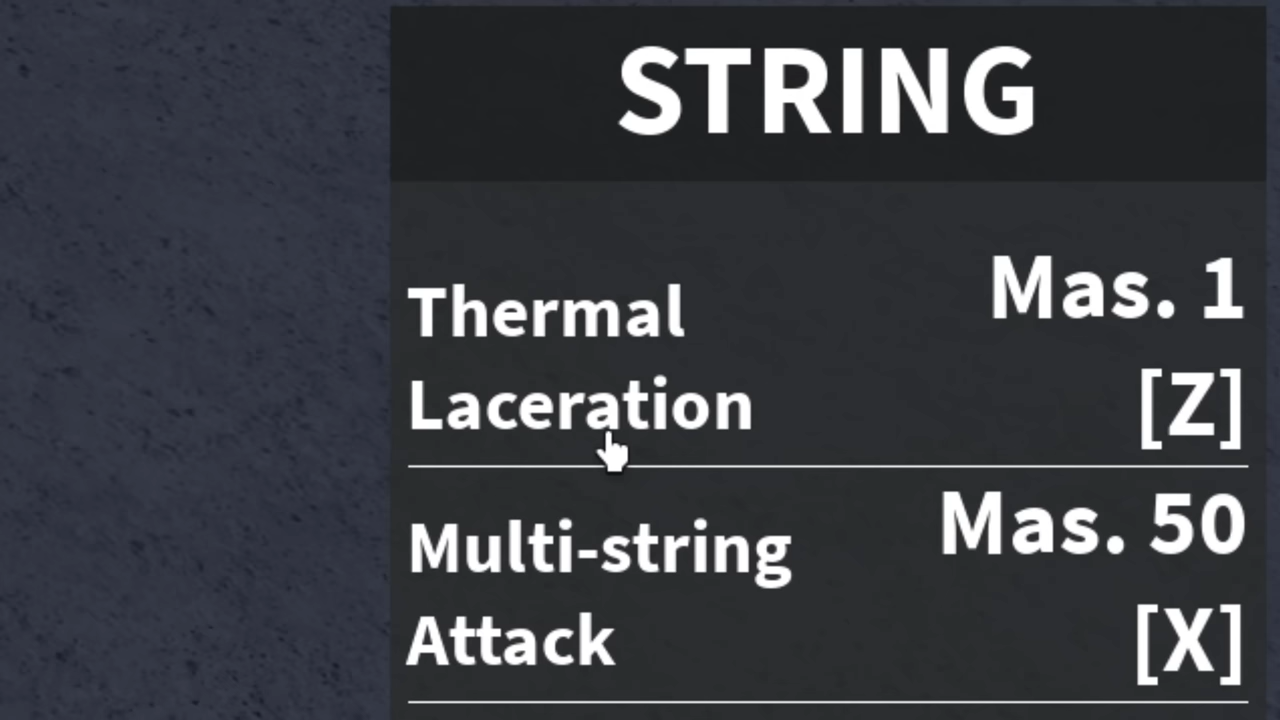 STRING
Thermal
Laceration
Mas. 1
[Z]
Multi-string
Attack
Mas. 50
[X]